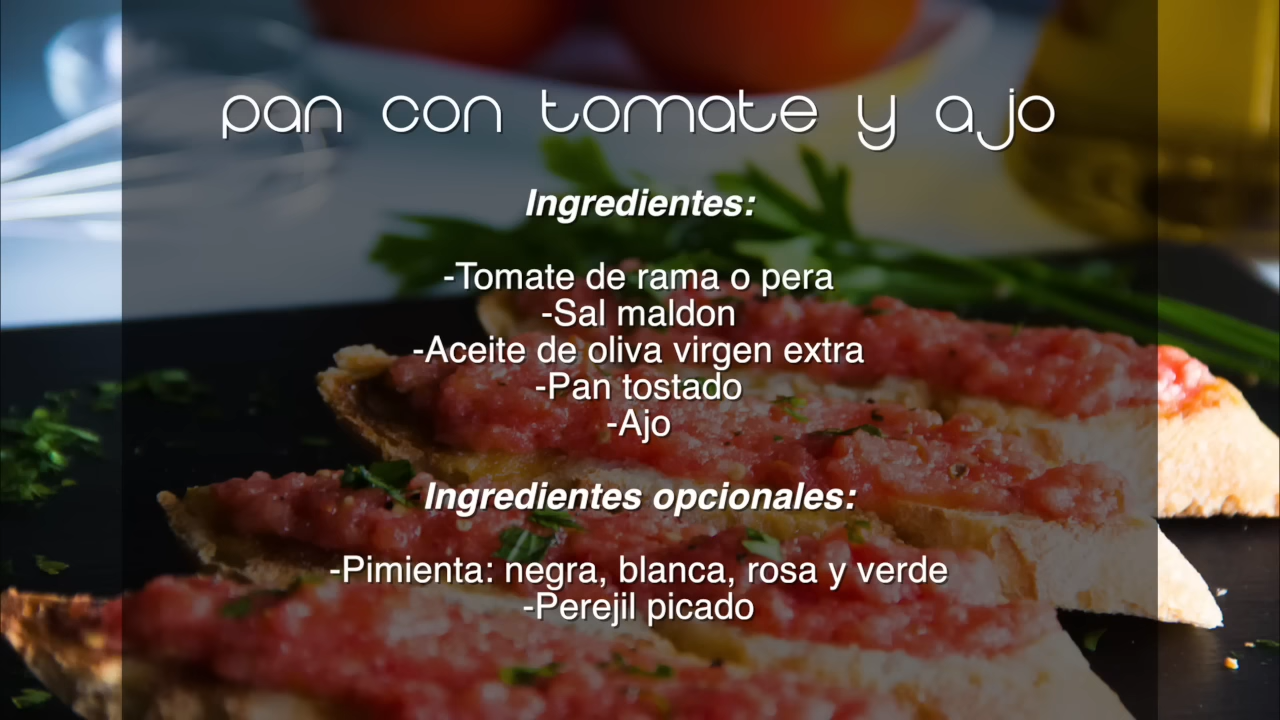 pan con tomate y ajo
Ingredientes:
-Tomate de rama o pera
-Sal maldon
-Aceite de oliva virgen extra
-Pan tostado
-Ajo
Ingredientes opcionales:
-Pimienta: negra, blanca, rosa y verde
-Perejil picado